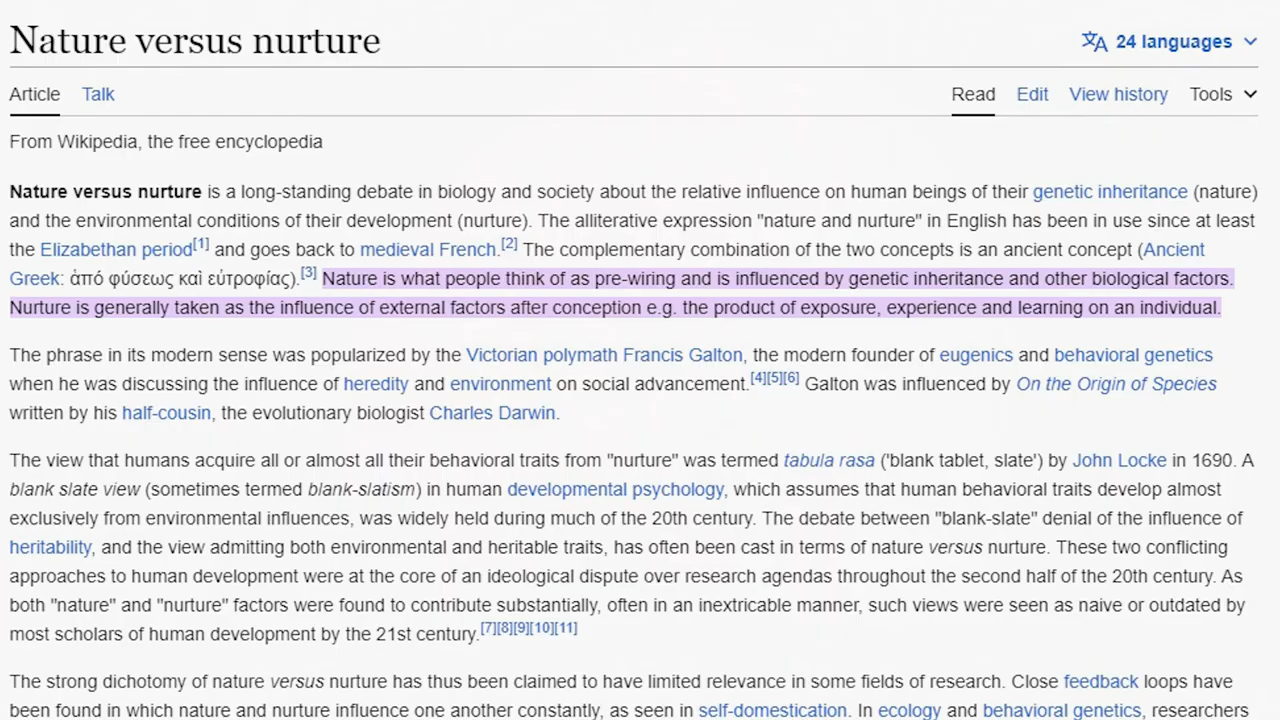 Nature versus nurture
24 languages
Article Talk Read Edit View history Tools
From Wikipedia, the free encyclopedia
Nature versus nurture is a long-standing debate in biology and society about the relative influence on human beings of their genetic inheritance (nature)
and the environmental conditions of their development (nurture). The alliterative expression "nature and nurture" in English has been in use since at least
the Elizabethan period[1] and goes back to medieval French.[2] The complementary combination of the two concepts is an ancient concept (Ancient
Greek: ἁπό φύσεως καὶ εὐτροφίας).[3] Nature is what people think of as pre-wiring and is influenced by genetic inheritance and other biological factors.
Nurture is generally taken as the influence of external factors after conception e.g. the product of exposure, experience and learning on an individual.
The phrase in its modern sense was popularized by the Victorian polymath Francis Galton, the modern founder of eugenics and behavioral genetics
when he was discussing the influence of heredity and environment on social advancement.[4][5][6] Galton was influenced by On the Origin of Species
written by his half-cousin, the evolutionary biologist Charles Darwin.
The view that humans acquire all or almost all their behavioral traits from "nurture" was termed tabula rasa ('blank tablet, slate') by John Locke in 1690. A
blank slate view (sometimes termed blank-slatism) in human developmental psychology, which assumes that human behavioral traits develop almost
exclusively from environmental influences, was widely held during much of the 20th century. The debate between "blank-slate" denial of the influence of
heritability, and the view admitting both environmental and heritable traits, has often been cast in terms of nature versus nurture. These two conflicting
approaches to human development were at the core of an ideological dispute over research agendas throughout the second half of the 20th century. As
both "nature" and "nurture" factors were found to contribute substantially, often in an inextricable manner, such views were seen as naive or outdated by
most scholars of human development by the 21st century.[7][8][9][10][11]
The strong dichotomy of nature versus nurture has thus been claimed to have limited relevance in some fields of research. Close feedback loops have
been found in which nature and nurture influence one another constantly, as seen in self-domestication. In ecology and behavioral genetics, researchers